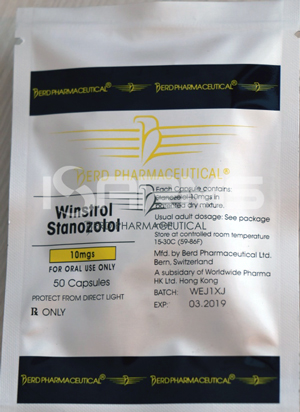 BERD PHARMACEUTICAL® BERD PHARMACEUTICAL®
BERD PHARMACEUTICAL®
Winstrol
Stanozolol
10mgs
FOR ORAL USE ONLY
50 Capsules
PROTECT FROM DIRECT LIGHT
℞ ONLY
Each Capsule contains:
Stanozolol 10mgs in
dry mixture.
Usual adult dosage: See package
PHARMACEUTICAL
Store at controlled room temperature
15-30C (59-86F)
Mfd. by Berd Pharmaceutical Ltd.
Bern, Switzerland
A subsidary of Worldwide Pharma
HK Ltd. Hong Kong
BATCH: WEJ1XJ
EXP: 03.2019
BERD PHARMACEUTICAL® BERD PHARMACEUTICAL®